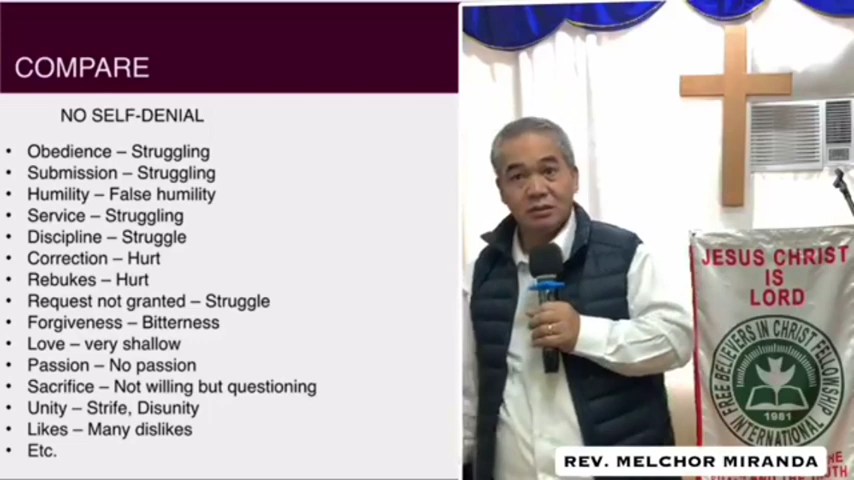 COMPARE
NO SELF-DENIAL
• Obedience – Struggling
• Submission – Struggling
• Humility – False humility
• Service – Struggling
• Discipline – Struggle
• Correction – Hurt
• Rebukes – Hurt
• Request not granted – Struggle
• Forgiveness – Bitterness
• Love – very shallow
• Passion – No passion
• Sacrifice – Not willing but questioning
• Unity – Strife, Disunity
• Likes – Many dislikes
• Etc.
JESUS CHRIST
IS
LORD
FREE BELIEVERS IN CHRIST FELLOWSHIP
INTERNATIONAL
1981
REV. MELCHOR MIRANDA